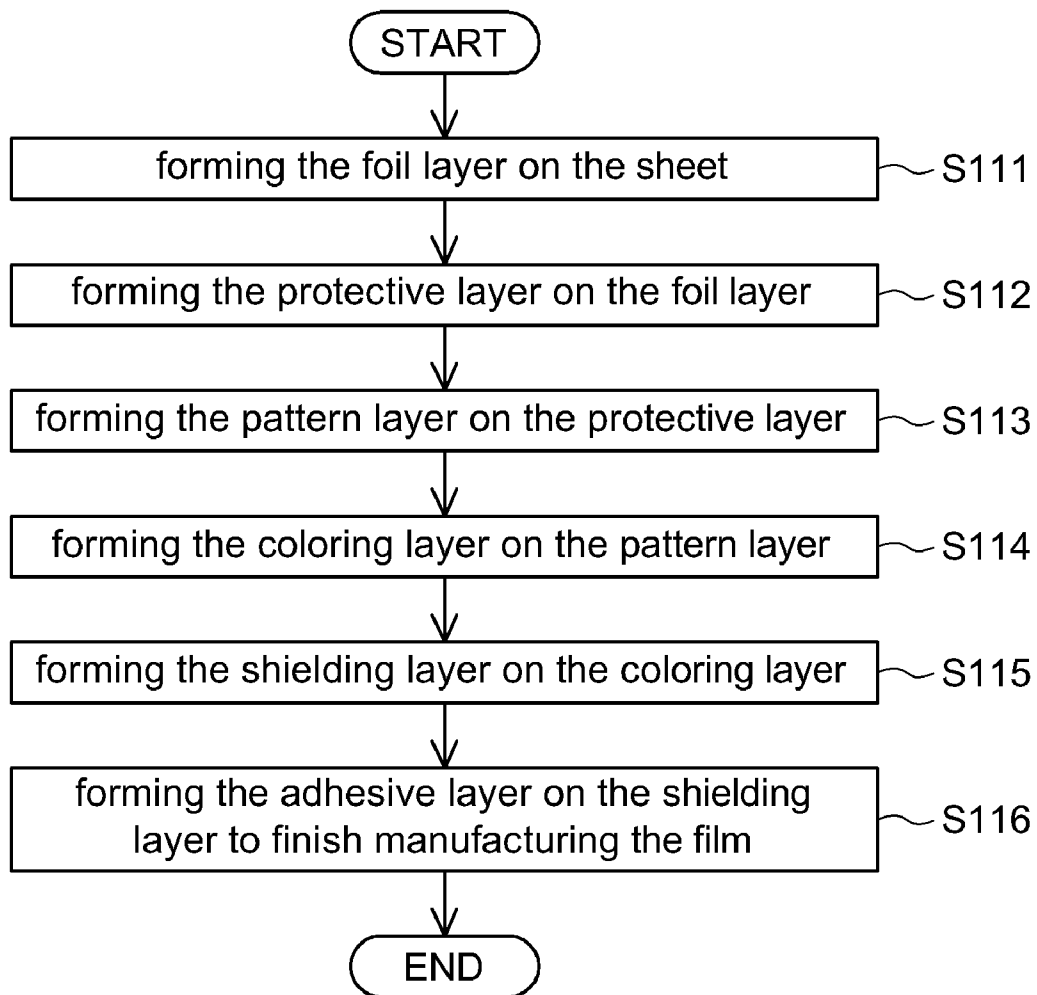 START
forming the foil layer on the sheet
S111
forming the protective layer on the foil layer
S112
forming the pattern layer on the protective layer
S113
forming the coloring layer on the pattern layer
S114
forming the shielding layer on the coloring layer
S115
forming the adhesive layer on the shielding
layer to finish manufacturing the film
S116
END